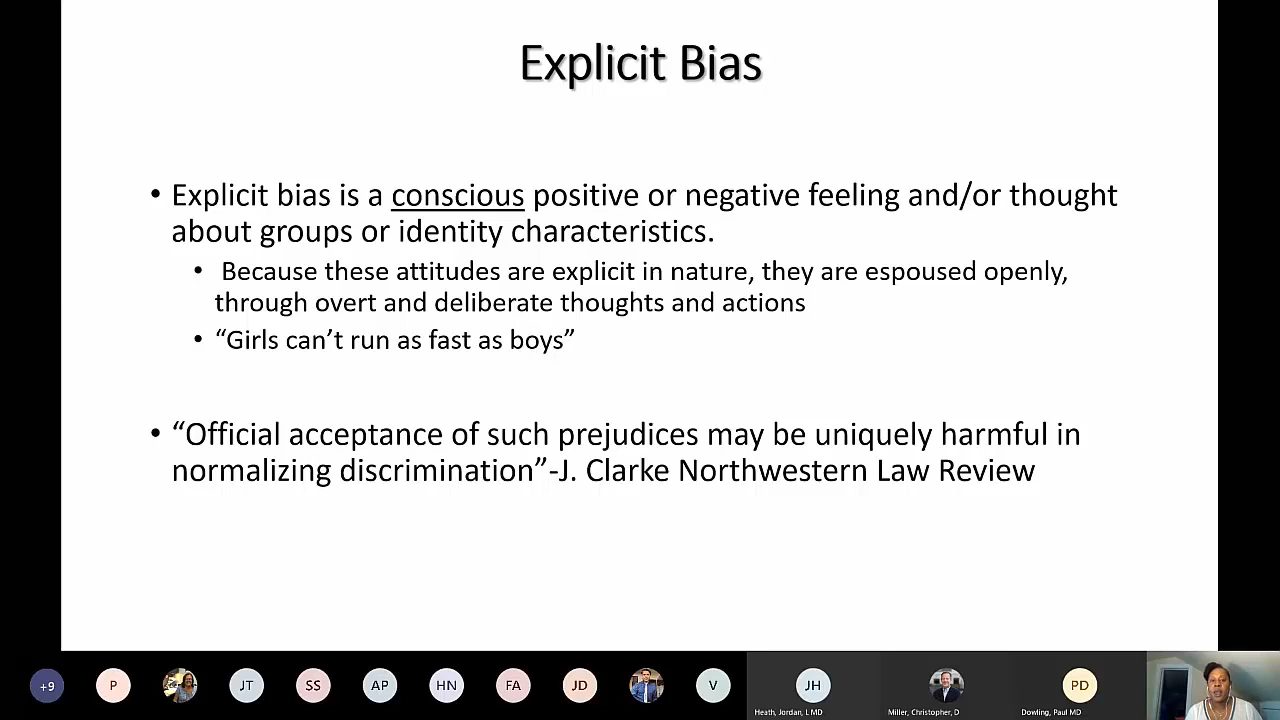 Explicit Bias
• Explicit bias is a conscious positive or negative feeling and/or thought
about groups or identity characteristics.
• Because these attitudes are explicit in nature, they are espoused openly,
through overt and deliberate thoughts and actions
• “Girls can’t run as fast as boys”
• “Official acceptance of such prejudices may be uniquely harmful in
normalizing discrimination”-J. Clarke Northwestern Law Review
+9 P JT SS AP HN FA JD V JH PD
Heath, Jordan, L MD Miller, Christopher, D Dowling, Paul MD